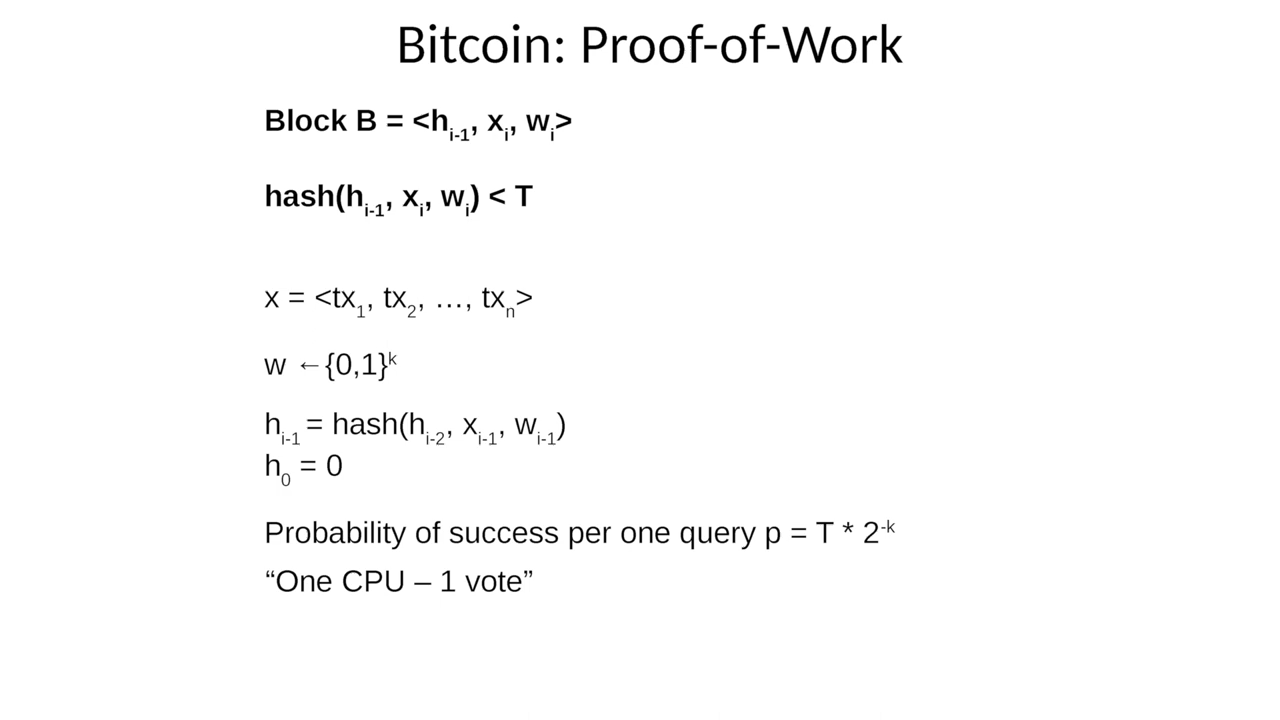 Bitcoin: Proof-of-Work
Block B = <hᵢ₋₁, xᵢ, wᵢ>
hash(hᵢ₋₁, xᵢ, wᵢ) < T
x = <tx₁, tx₂, …, txₙ>
w ←{0,1}ᵏ
hᵢ₋₁ = hash(hᵢ₋₂, xᵢ₋₁, wᵢ₋₁)
h₀ = 0
Probability of success per one query p = T * 2⁻ᵏ
“One CPU – 1 vote”